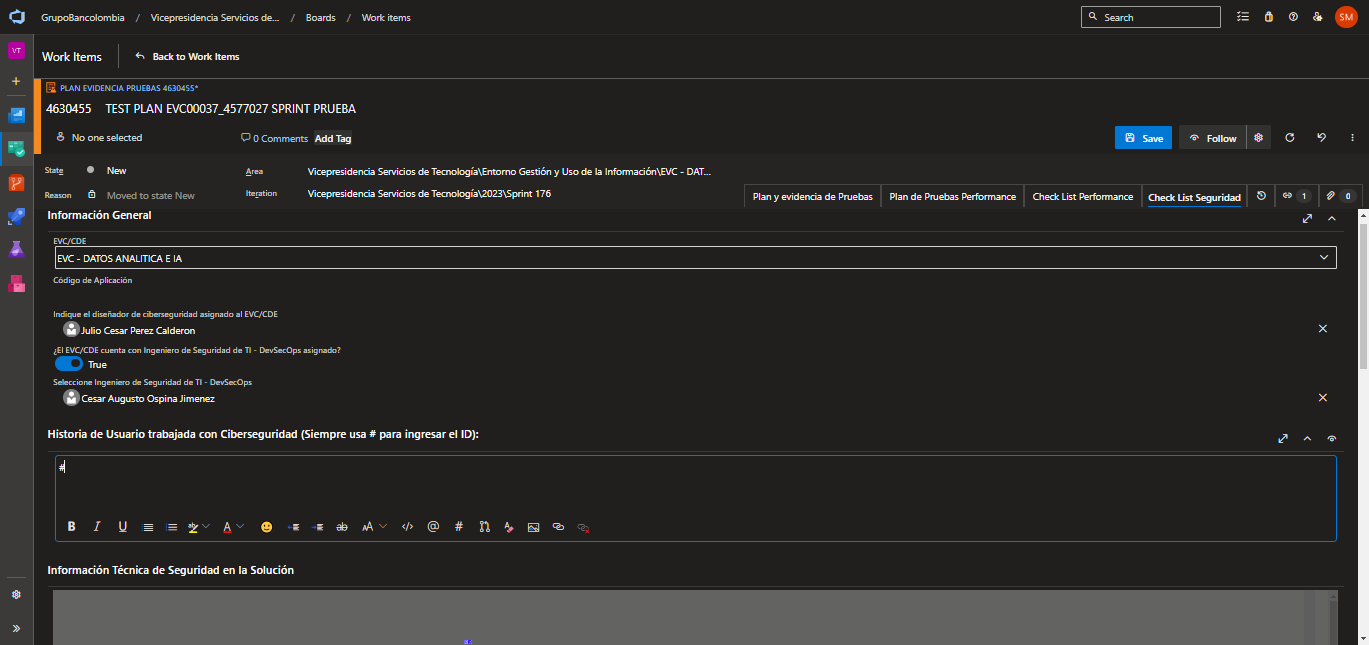 GrupoBancolombia / Vicepresidencia Servicios de... / Boards / Work items
Search
SM
VT
Work Items
Back to Work Items
PLAN EVIDENCIA PRUEBAS 4630455*
4630455 TEST PLAN EVC00037_4577027 SPRINT PRUEBA
No one selected
0 Comments
Add Tag
Save
Follow
State
New
Area
Vicepresidencia Servicios de Tecnología\Entorno Gestión y Uso de la Información\EVC - DAT...
Reason
Moved to state New
Iteration
Vicepresidencia Servicios de Tecnología\2023\Sprint 176
Plan y evidencia de Pruebas
Plan de Pruebas Performance
Check List Performance
Check List Seguridad
1
0
Información General
EVC/CDE
EVC - DATOS ANALITICA E IA
Código de Aplicación
Indique el diseñador de ciberseguridad asignado al EVC/CDE
Julio Cesar Perez Calderon
¿El EVC/CDE cuenta con Ingeniero de Seguridad de TI - DevSecOps asignado?
True
Seleccione Ingeniero de Seguridad de TI - DevSecOps
Cesar Augusto Ospina Jimenez
Historia de Usuario trabajada con Ciberseguridad (Siempre usa # para ingresar el ID):
#
B I U ab A ab AA </> @ #
Información Técnica de Seguridad en la Solución